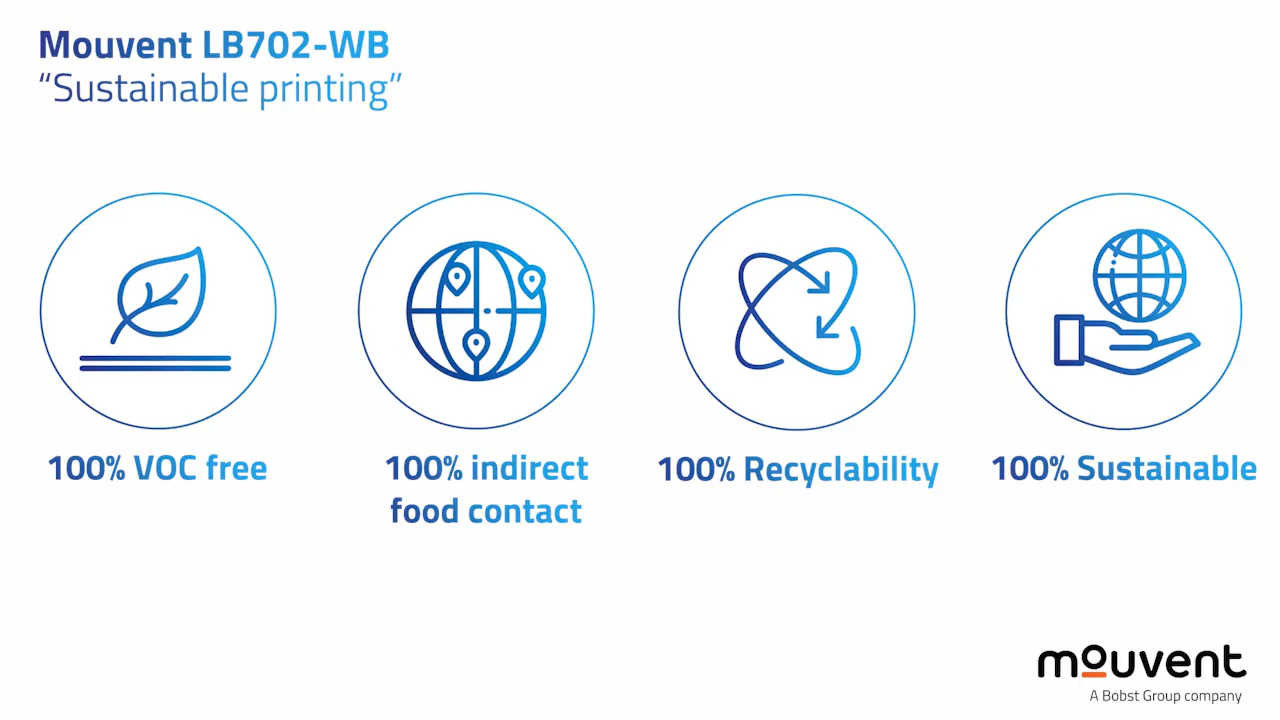 Mouvent LB702-WB
“Sustainable printing”
100% VOC free
100% indirect
food contact
100% Recyclability
100% Sustainable
mouvent
A Bobst Group company